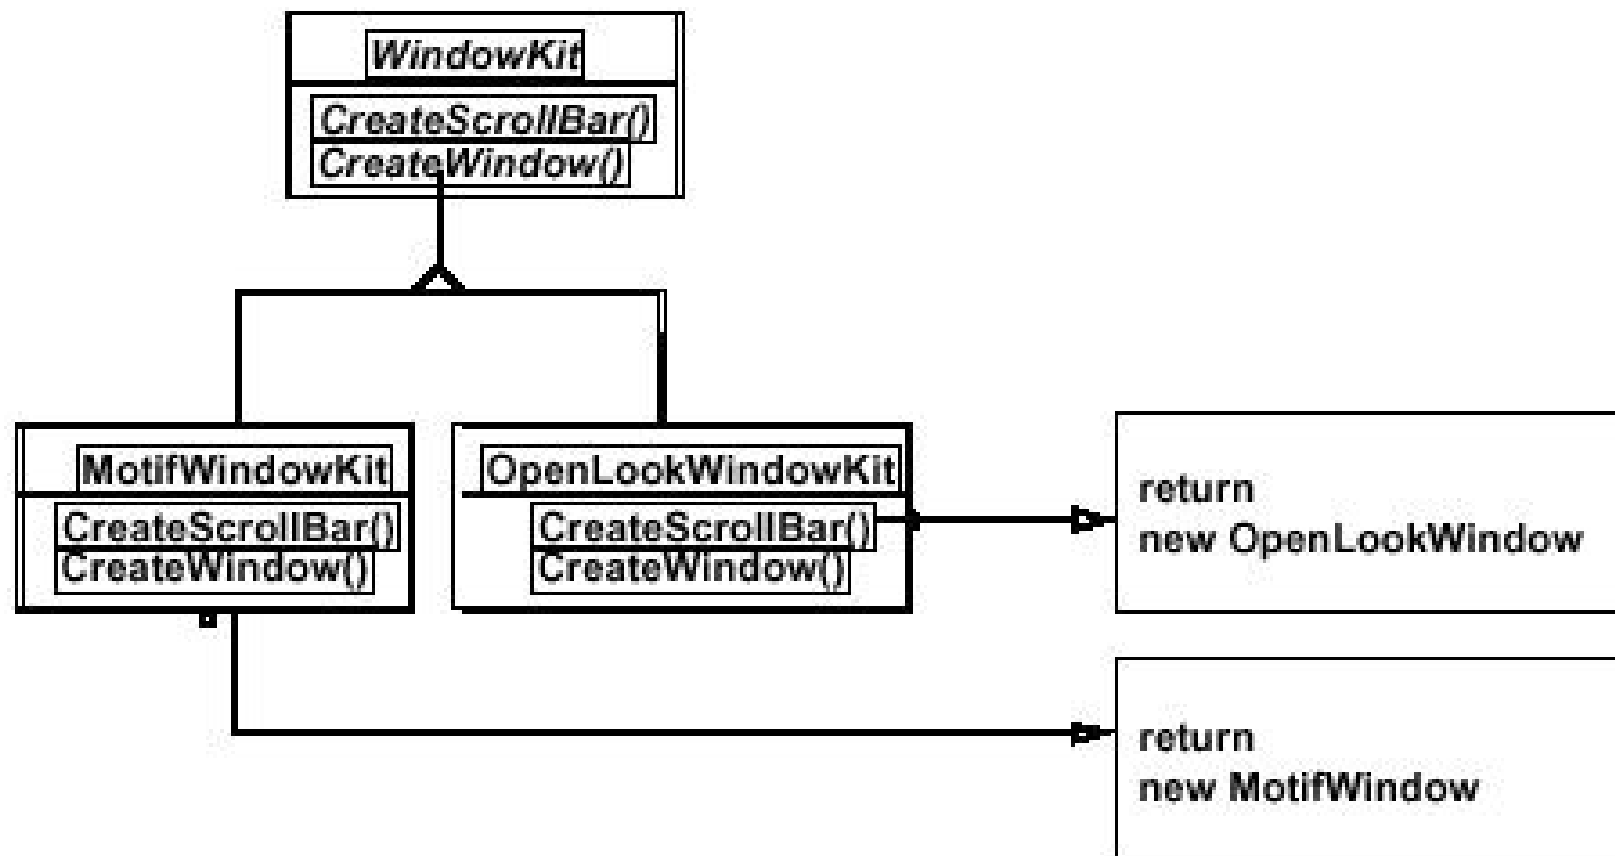 WindowKit
CreateScrollBar()
CreateWindow()
MotifWindowKit
CreateScrollBar()
CreateWindow()
OpenLookWindowKit
CreateScrollBar()
CreateWindow()
return
new OpenLookWindow
return
new MotifWindow